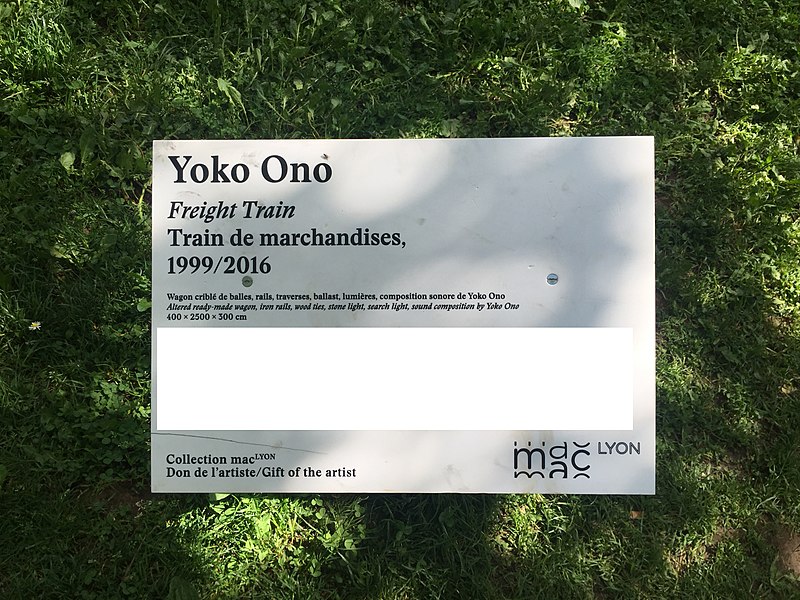 Yoko Ono
Freight Train
Train de marchandises,
1999/2016
Wagon criblé de balles, rails, traverses, ballast, lumières, composition sonore de Yoko Ono
Altered ready-made wagon, iron rails, wood ties, stone light, search light, sound composition by Yoko Ono
400 × 2500 × 300 cm
Collection macLYON
Don de l'artiste/Gift of the artist
mac LYON